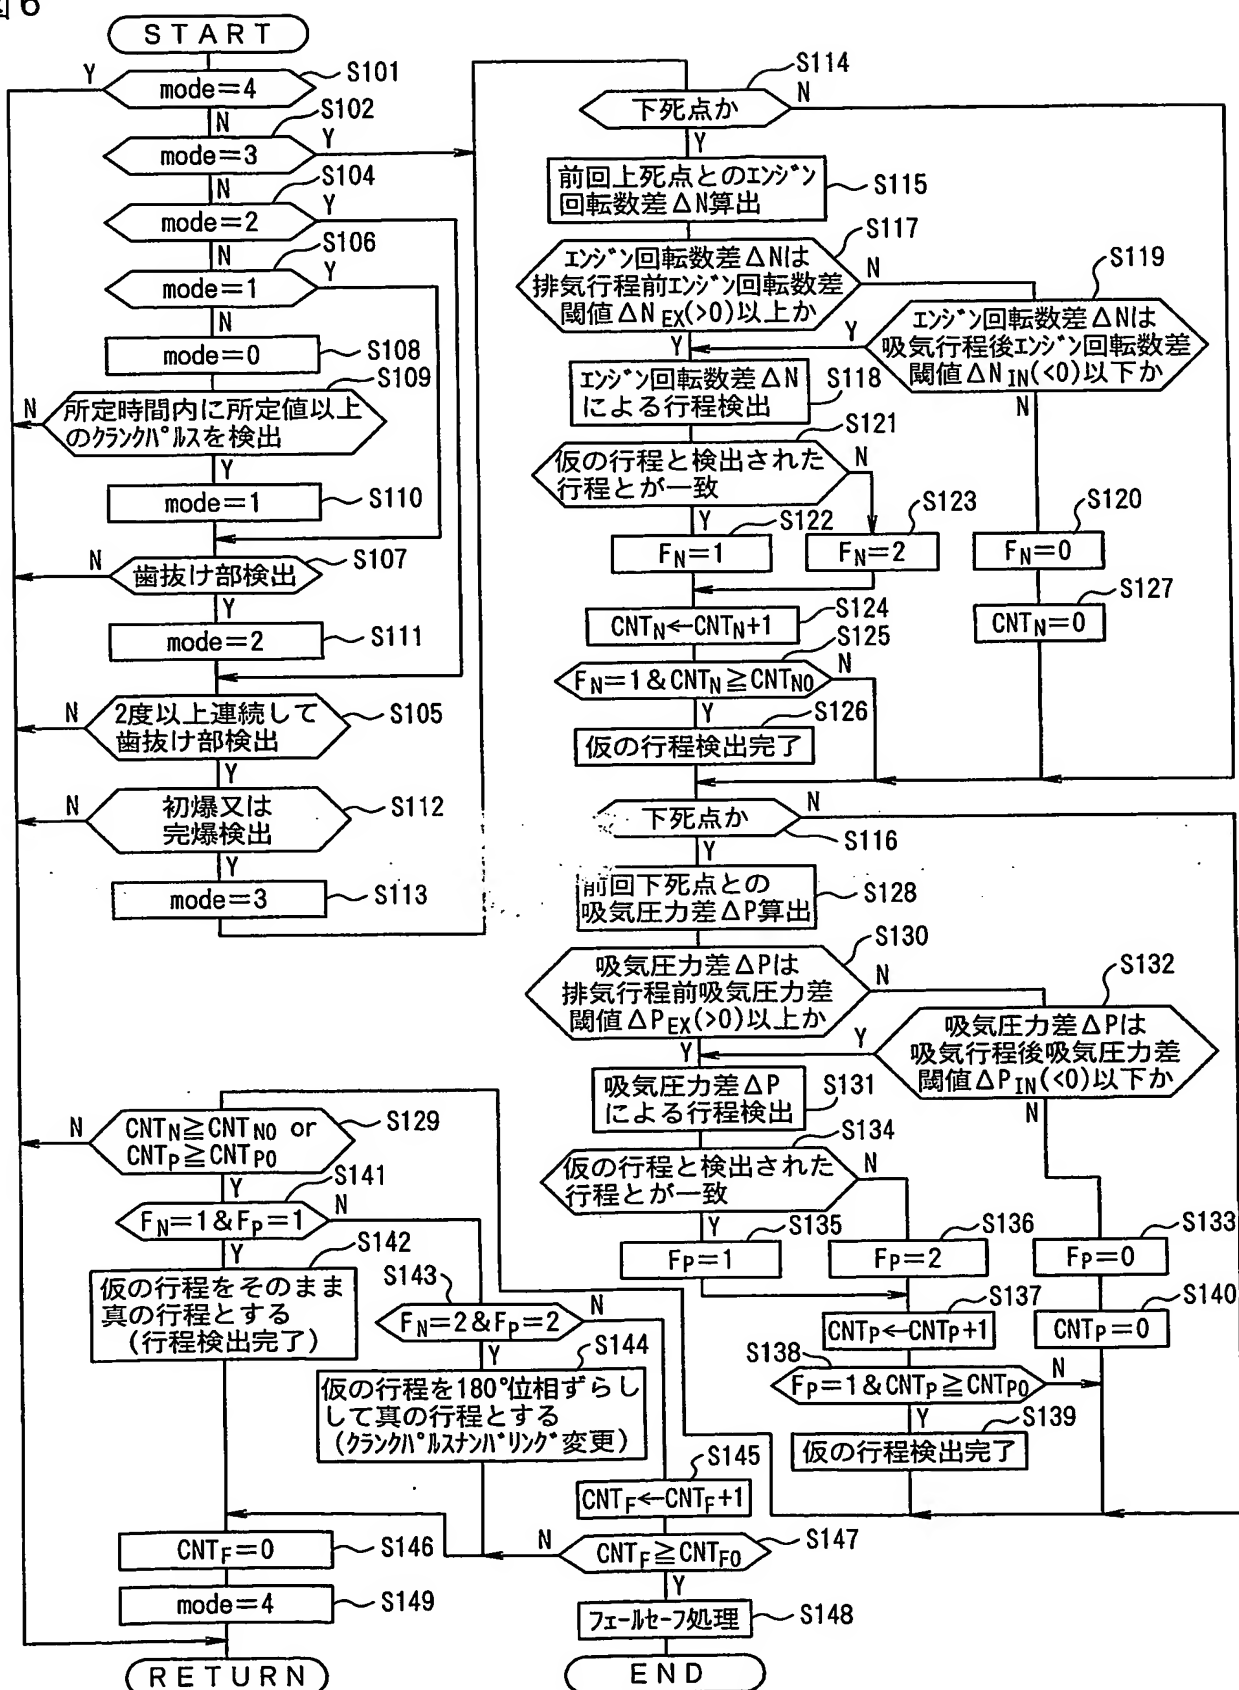 図6
START
Y
mode=4
S101
N
S102
mode=3
Y
N
S104
mode=2
Y
N
S106
mode=1
Y
N
mode=0
S108
S109
N
所定時間内に所定値以上
のクランクパルスを検出
Y
mode=1
S110
N
歯抜け部検出
S107
Y
mode=2
S111
N
2度以上連続して
歯抜け部検出
S105
Y
N
初爆又は
完爆検出
S112
Y
mode=3
S113
S114
下死点か
N
Y
前回上死点とのエンジン
回転数差ΔN算出
S115
S117
エンジン回転数差ΔNは
排気行程前エンジン回転数差
閾値ΔNEX(>0)以上か
N
Y
S119
エンジン回転数差ΔNは
吸気行程後エンジン回転数差
閾値ΔNIN(<0)以下か
Y
N
エンジン回転数差ΔN
による行程検出
S118
S121
仮の行程と検出された
行程とが一致
N
Y
S122
FN=1
S123
FN=2
S120
FN=0
S127
CNTN=0
S124
CNTN←CNTN+1
S125
FN=1&CNTN≧CNTNO
N
Y
S126
仮の行程検出完了
下死点か
N
S116
Y
前回下死点との
吸気圧力差ΔP算出
S128
S130
吸気圧力差ΔPは
排気行程前吸気圧力差
閾値ΔPEX(>0)以上か
N
Y
S132
吸気圧力差ΔPは
吸気行程後吸気圧力差
閾値ΔPIN(<0)以下か
Y
N
吸気圧力差ΔP
による行程検出
S131
S134
仮の行程と検出された
行程とが一致
N
Y
S135
FP=1
S136
FP=2
S133
FP=0
S137
CNTP←CNTP+1
S140
CNTP=0
S138
FP=1&CNTP≧CNTPO
N
Y
S139
仮の行程検出完了
N
CNTN≧CNTNO or
CNTP≧CNTPO
S129
Y
S141
FN=1&FP=1
N
Y
S142
仮の行程をそのまま
真の行程とする
(行程検出完了)
S143
FN=2&FP=2
N
Y
S144
仮の行程を180°位相ずらし
して真の行程とする
(クランクパルスナンバリング変更)
S145
CNTF←CNTF+1
CNTF≧CNTFO
S147
N
Y
CNTF=0
S146
mode=4
S149
フェールセーフ処理
S148
RETURN
END